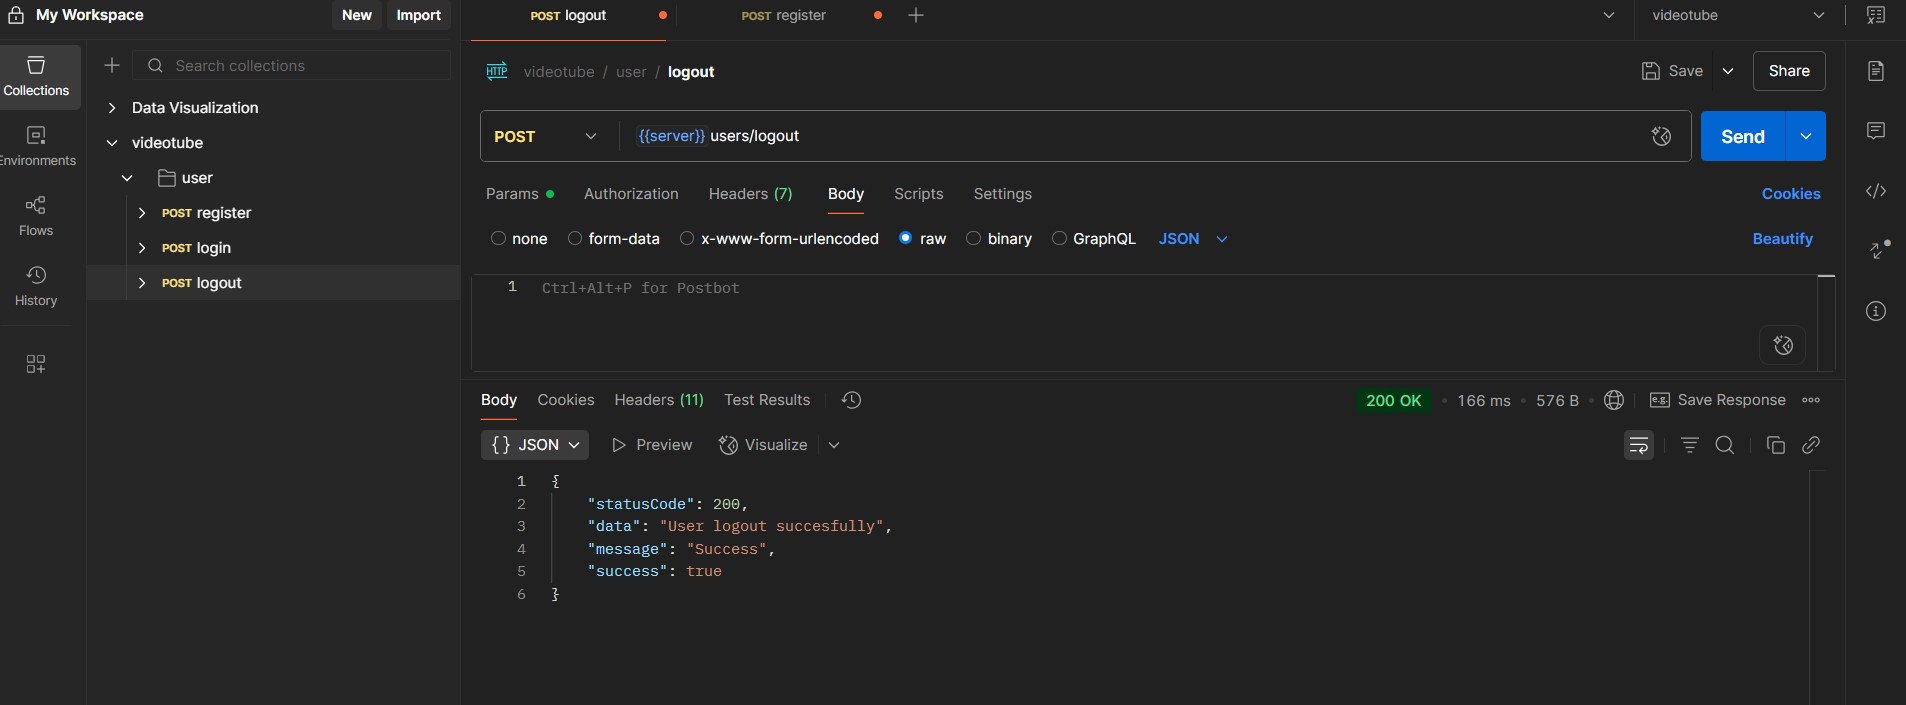 My Workspace
New
Import
POST logout
POST register
videotube
Collections
Environments
Flows
History
Search collections
Data Visualization
videotube
user
POST register
POST login
POST logout
HTTP videotube / user / logout
Save
Share
POST
{{server}} users/logout
Send
Params
Authorization
Headers (7)
Body
Scripts
Settings
Cookies
none
form-data
x-www-form-urlencoded
raw
binary
GraphQL
JSON
Beautify
1 Ctrl+Alt+P for Postbot
Body
Cookies
Headers (11)
Test Results
200 OK
166 ms
576 B
e.g. Save Response
{} JSON
Preview
Visualize
1 {
2 "statusCode": 200,
3 "data": "User logout succesfully",
4 "message": "Success",
5 "success": true
6 }